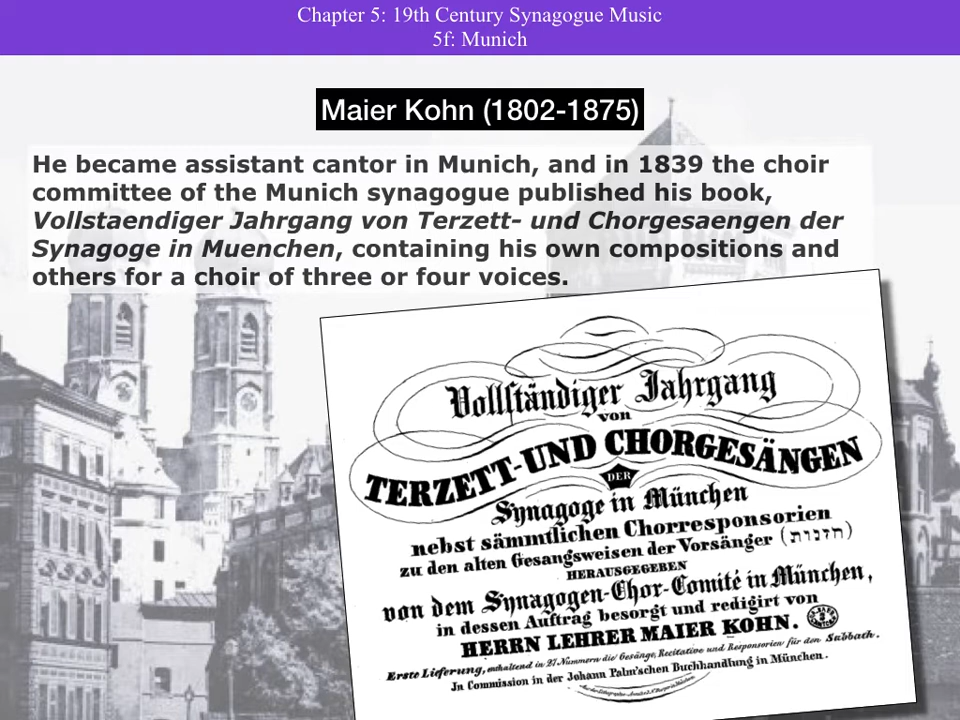 Chapter 5: 19th Century Synagogue Music
5f: Munich
Maier Kohn (1802-1875)
He became assistant cantor in Munich, and in 1839 the choir
committee of the Munich synagogue published his book,
Vollstaendiger Jahrgang von Terzett- und Chorgesaengen der
Synagoge in Muenchen, containing his own compositions and
others for a choir of three or four voices.
Vollständiger Jahrgang
von
TERZETT-UND CHORGESÄNGEN
DER
Synagoge in München
nebst sämmtlichen Chorresponsorien
zu den alten Gesangsweisen der Vorsänger (חזנות)
HERAUSGEGEBEN
von dem Synagogen-Chor-Comité in München,
in dessen Auftrag besorgt und redigirt von
HERRN LEHRER MAIER KOHN.
Erste Lieferung, enthaltend in 27 Nummern die Gesänge, Recitative und Responsorien für den Sabbath.
In Commission in der Johann Palm'schen Buchhandlung in München.